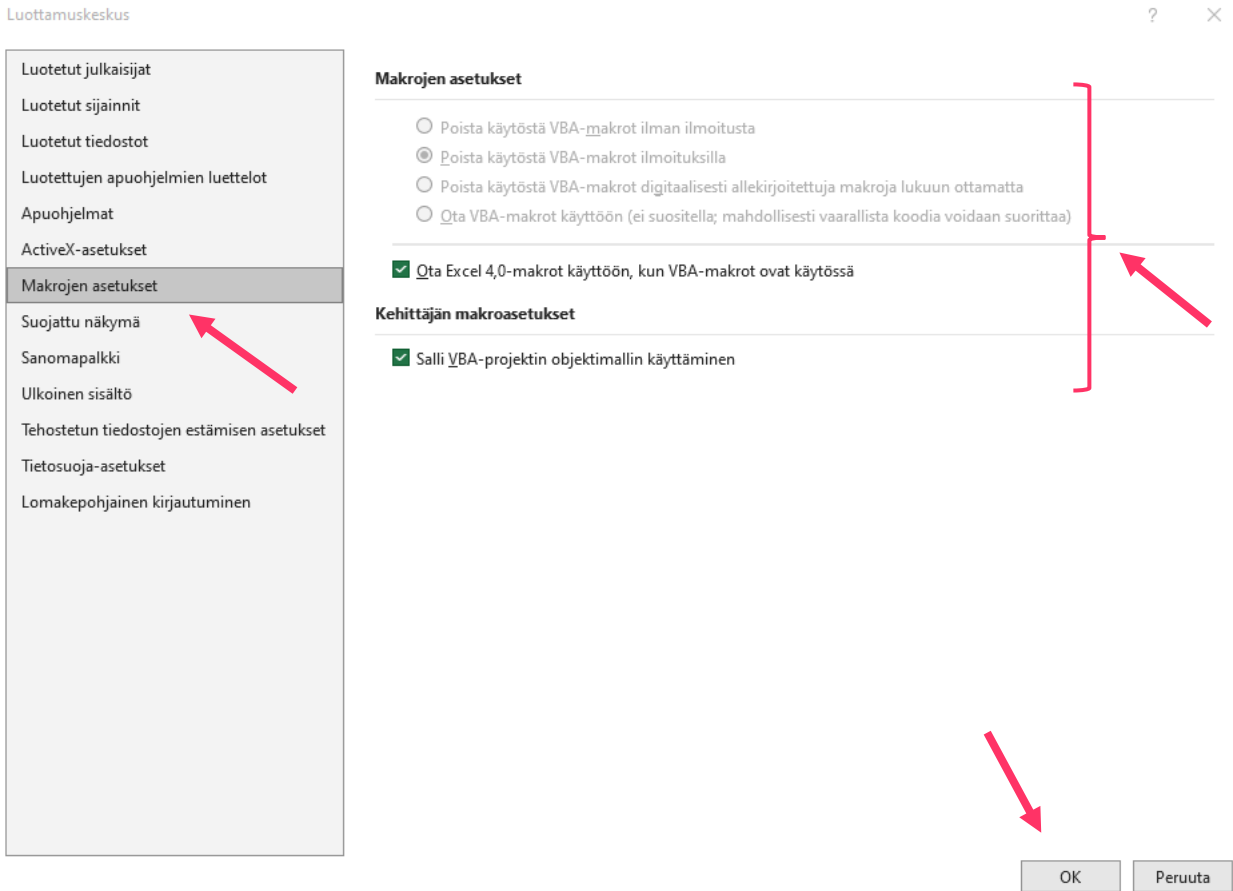 Luottamuskeskus
?
Luotetut julkaisijat
Luotetut sijainnit
Luotetut tiedostot
Luotettujen apuohjelmien luettelot
Apuohjelmat
ActiveX-asetukset
Makrojen asetukset
Suojattu näkymä
Sanomapalkki
Ulkoinen sisältö
Tehostetun tiedostojen estämisen asetukset
Tietosuoja-asetukset
Lomakepohjainen kirjautuminen
Makrojen asetukset
Poista käytöstä VBA-makrot ilman ilmoitusta
Poista käytöstä VBA-makrot ilmoituksilla
Poista käytöstä VBA-makrot digitaalisesti allekirjoitettuja makroja lukuun ottamatta
Ota VBA-makrot käyttöön (ei suositella; mahdollisesti vaarallista koodia voidaan suorittaa)
Ota Excel 4,0-makrot käyttöön, kun VBA-makrot ovat käytössä
Kehittäjän makroasetukset
Salli VBA-projektin objektimallin käyttäminen
OK
Peruuta